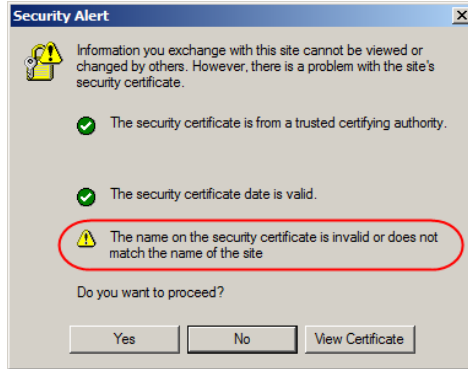 Security Alert
Information you exchange with this site cannot be viewed or
changed by others. However, there is a problem with the site's
security certificate.
The security certificate is from a trusted certifying authority.
The security certificate date is valid.
The name on the security certificate is invalid or does not
match the name of the site
Do you want to proceed?
Yes No View Certificate